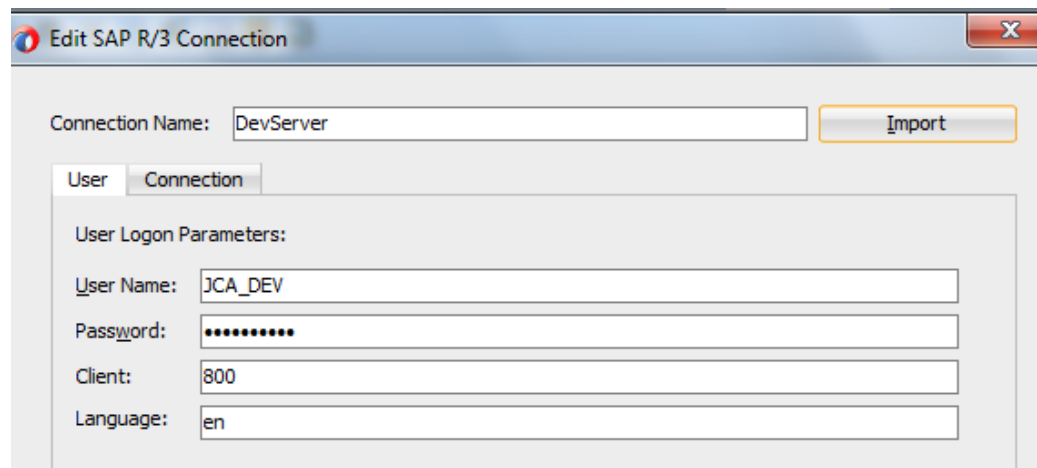 Edit SAP R/3 Connection
Connection Name: DevServer Import
User Connection
User Logon Parameters:
User Name: JCA_DEV
Password: ••••••••••
Client: 800
Language: en